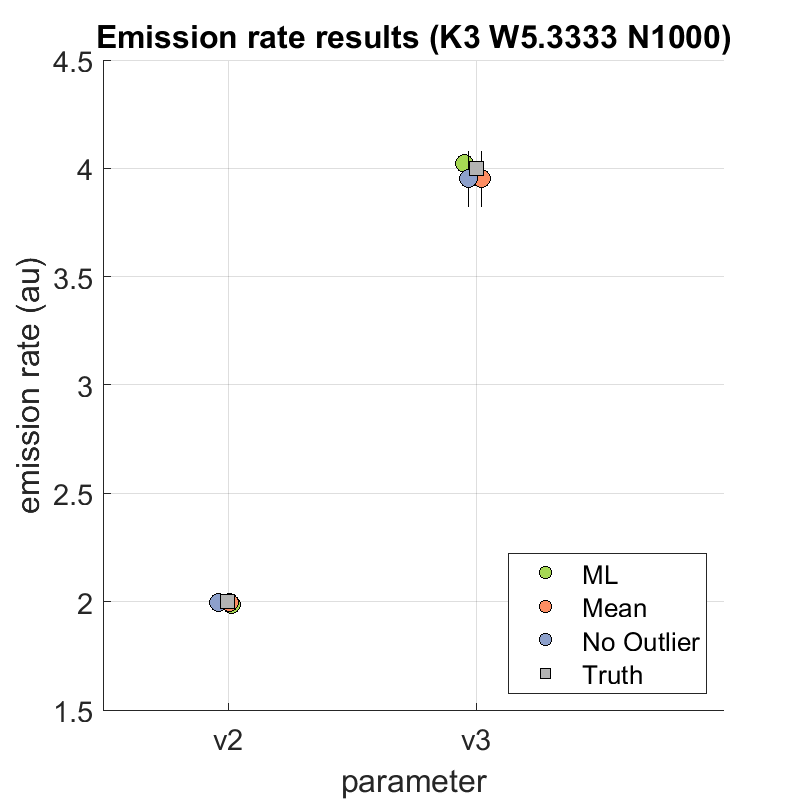 Emission rate results (K3 W5.3333 N1000)
4.5
4
3.5
3
2.5
2
1.5
emission rate (au)
ML
Mean
No Outlier
Truth
v2 v3
parameter